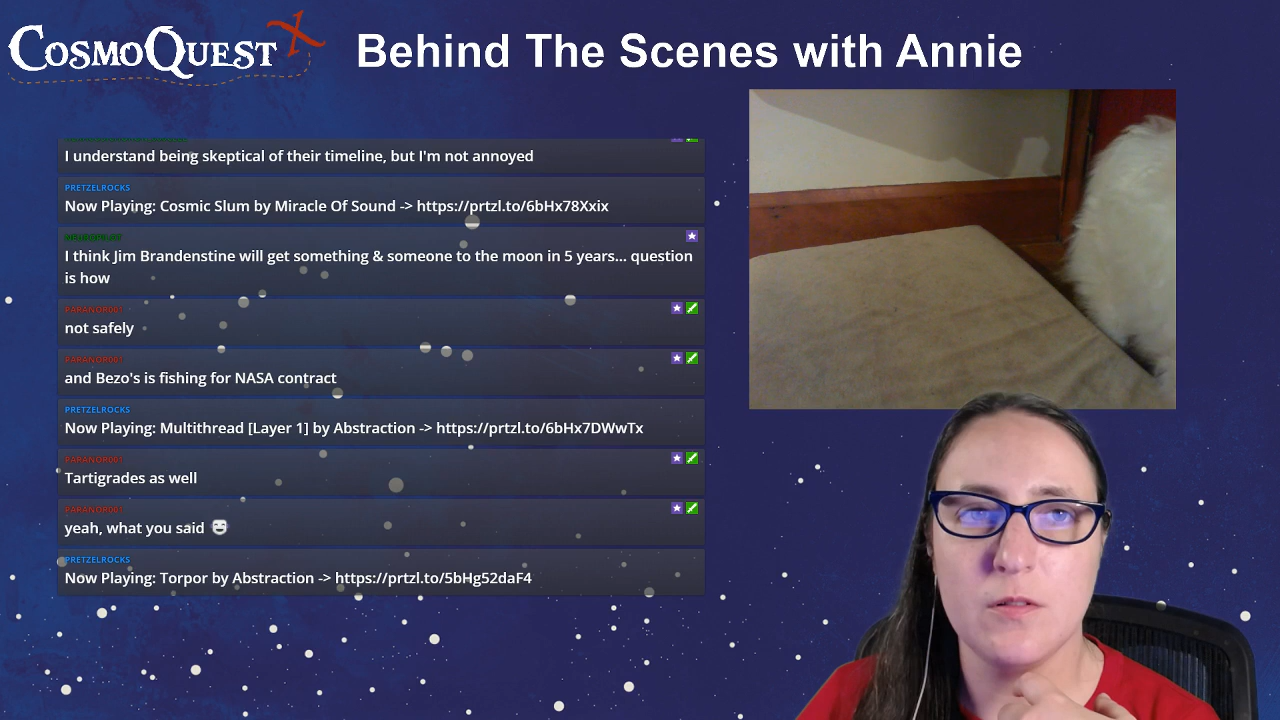 CosmoQuest X
Behind The Scenes with Annie
I understand being skeptical of their timeline, but I'm not annoyed
PRETZELROCKS
Now Playing: Cosmic Slum by Miracle Of Sound -> https://prtzl.to/6bHx78Xxix
I think Jim Brandenstine will get something & someone to the moon in 5 years... question
is how
PARANOR001
not safely
PARANOR001
and Bezo's is fishing for NASA contract
PRETZELROCKS
Now Playing: Multithread [Layer 1] by Abstraction -> https://prtzl.to/6bHx7DWwTx
PARANOR001
Tartigrades as well
PARANOR001
yeah, what you said
PRETZELROCKS
Now Playing: Torpor by Abstraction -> https://prtzl.to/5bHg52daF4